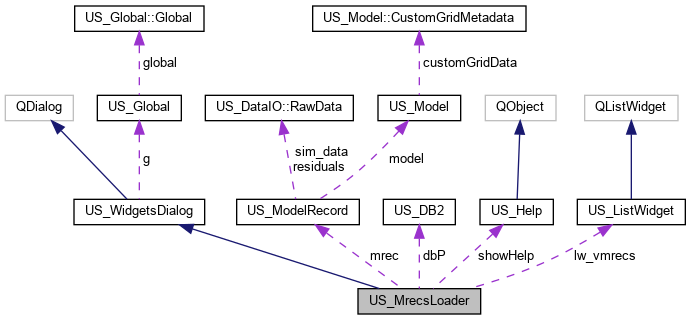 US_Global::Global
US_Model::CustomGridMetadata
global
customGridData
QDialog
US_Global
US_DataIO::RawData
US_Model
QObject
QListWidget
g
sim_data
residuals
model
US_WidgetsDialog
US_ModelRecord
US_DB2
US_Help
US_ListWidget
mrec
dbP
showHelp
lw_vmrecs
US_MrecsLoader